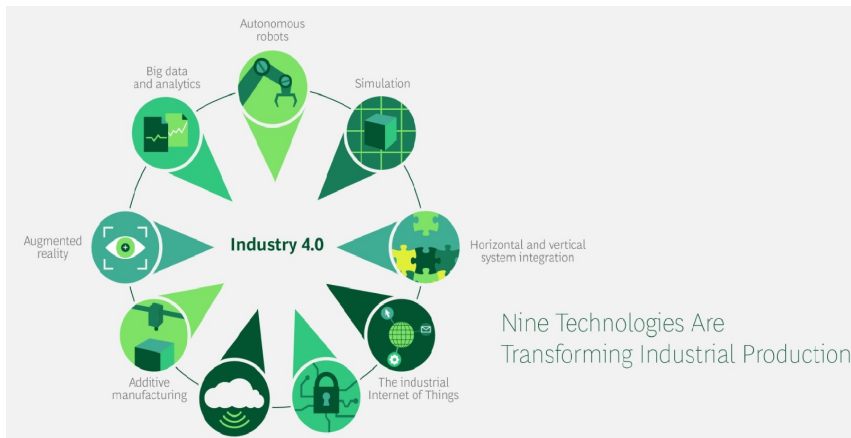 Autonomous
robots
Big data
and analytics
Simulation
Augmented
reality
Industry 4.0
Horizontal and vertical
system integration
Nine Technologies Are
Transforming Industrial Production
Additive
manufacturing
The industrial
Internet of Things